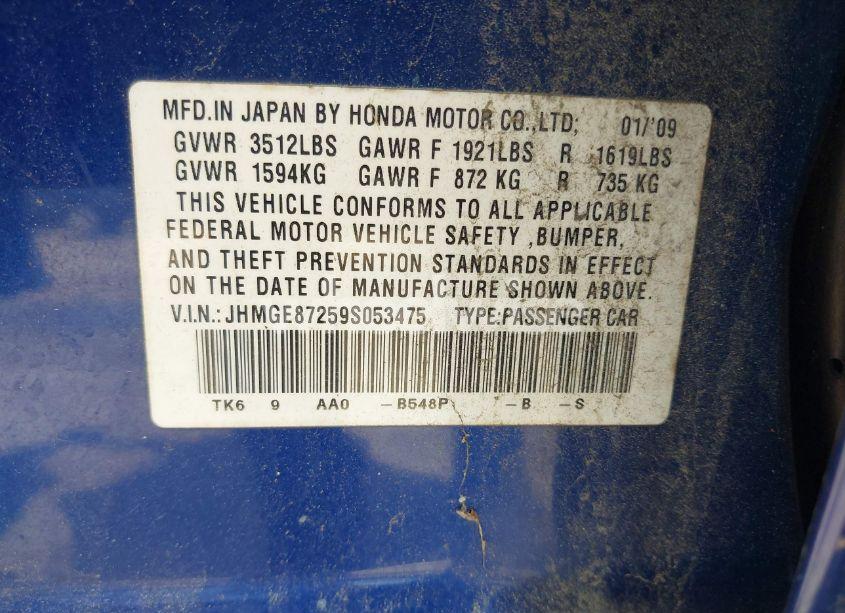 MFD.IN JAPAN BY HONDA MOTOR CO.,LTD; 01/'09
GVWR 3512LBS GAWR F 1921LBS R 1619LBS
GVWR 1594KG GAWR F 872 KG R 735 KG
THIS VEHICLE CONFORMS TO ALL APPLICABLE
FEDERAL MOTOR VEHICLE SAFETY ,BUMPER,
AND THEFT PREVENTION STANDARDS IN EFFECT
ON THE DATE OF MANUFACTURE SHOWN ABOVE.
V.I.N.: JHMGE87259S053475 TYPE:PASSENGER CAR
TK6 9 AA0 -B548P -B -S